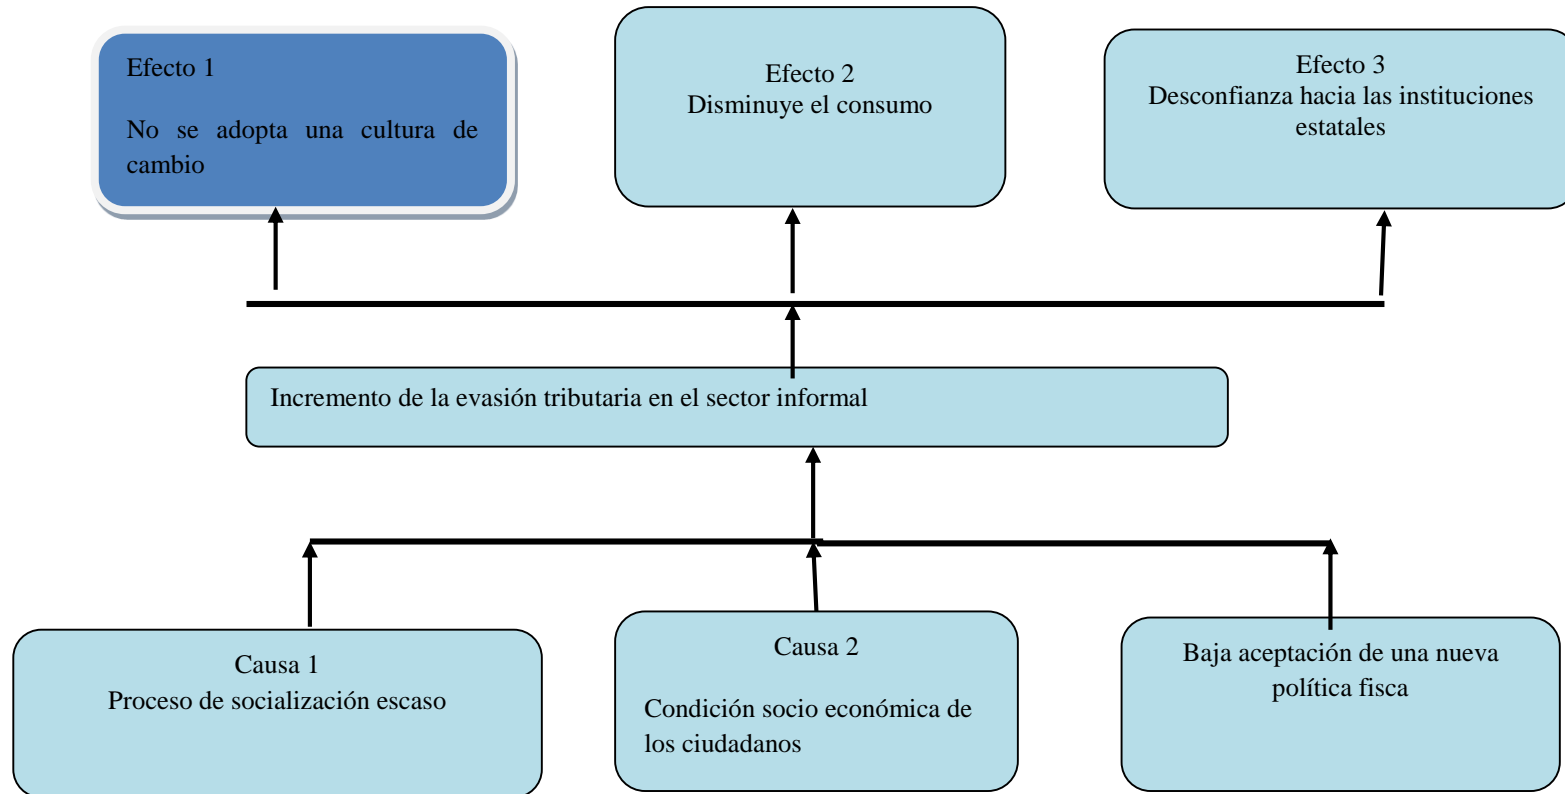 Efecto 1
No se adopta una cultura de
cambio
Efecto 2
Disminuye el consumo
Efecto 3
Desconfianza hacia las instituciones
estatales
Incremento de la evasión tributaria en el sector informal
Causa 1
Proceso de socialización escaso
Causa 2
Condición socio económica de
los ciudadanos
Baja aceptación de una nueva
política fisca